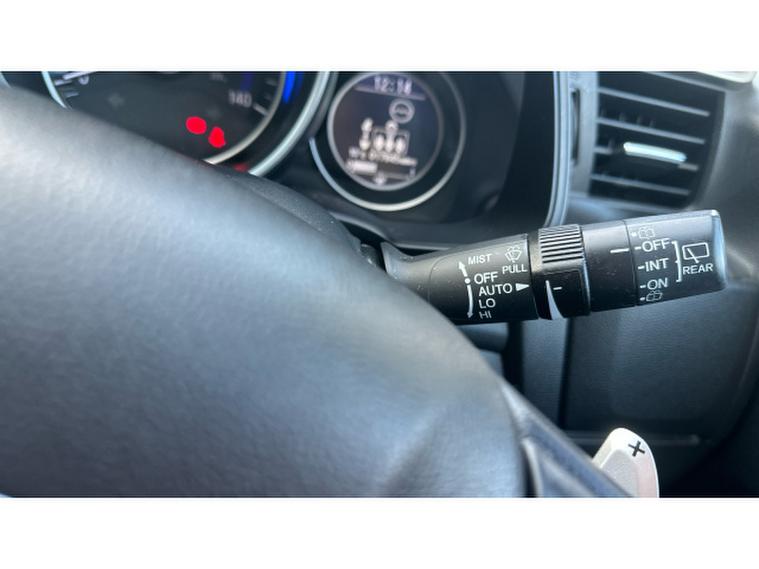 12:14
140
MIST
PULL
OFF
AUTO
LO
HI
OFF
INT
ON
REAR
+